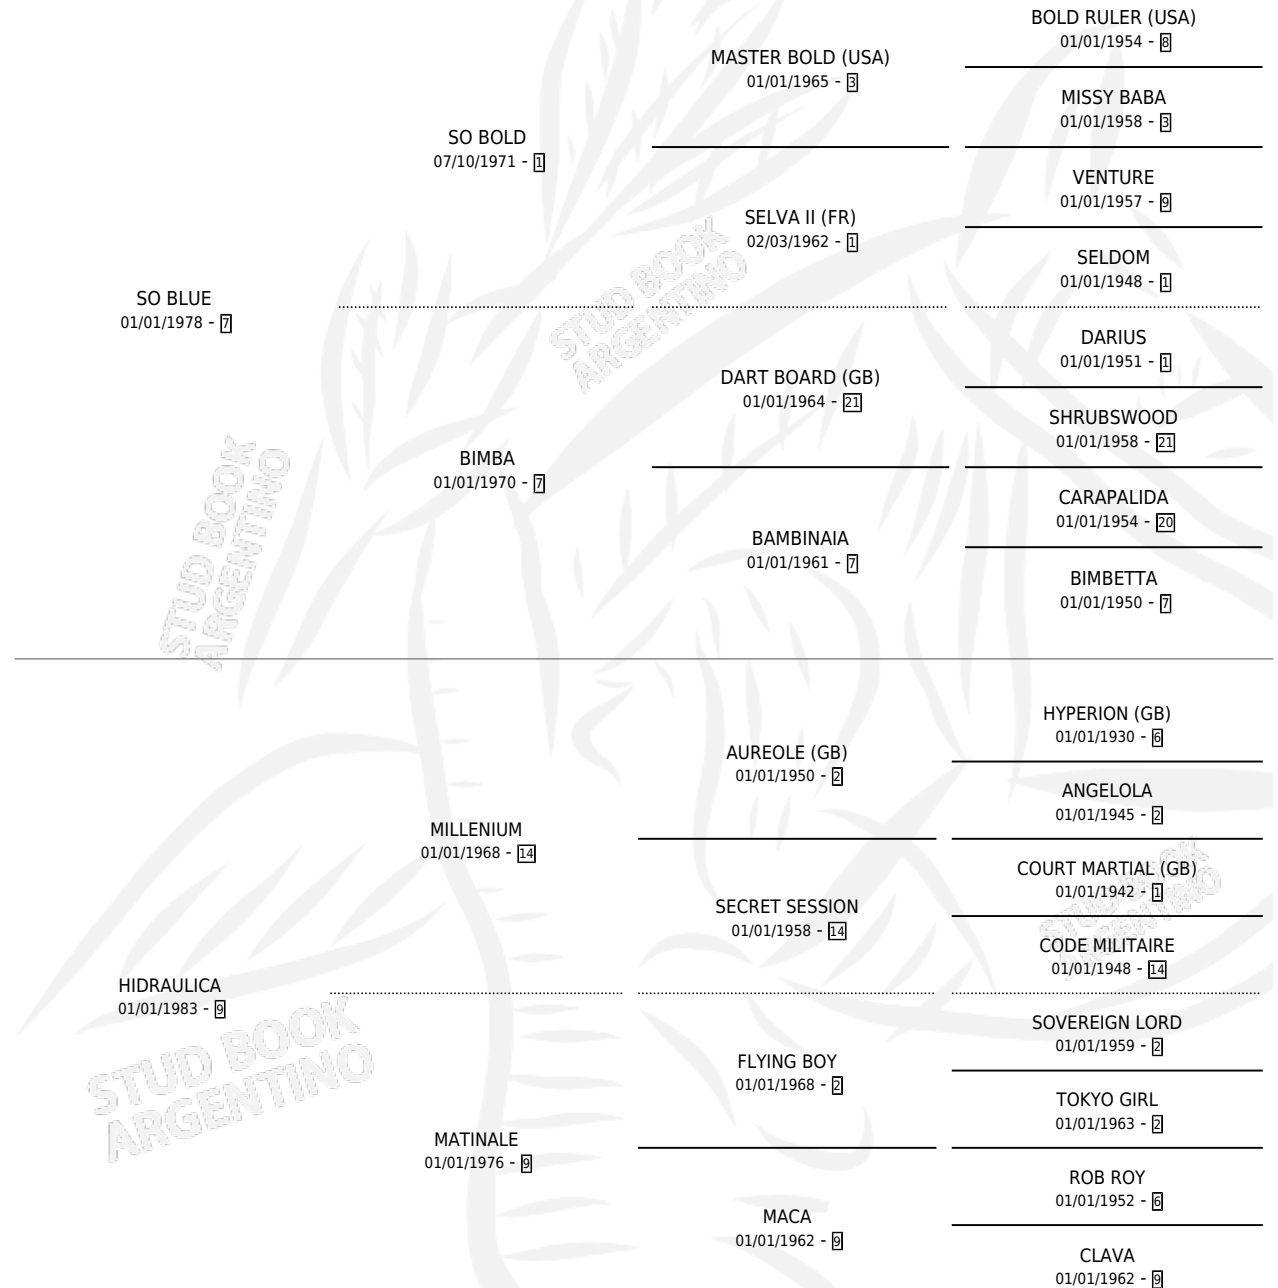 BOLD RULER (USA)
01/01/1954 - 8
MASTER BOLD (USA)
01/01/1965 - 3
MISSY BABA
01/01/1958 - 3
SO BOLD
07/10/1971 - 1
VENTURE
01/01/1957 - 9
SELVA II (FR)
02/03/1962 - 1
SELDOM
01/01/1948 - 1
SO BLUE
01/01/1978 - 7
STUD BOOK
ARGENTINO
DARIUS
01/01/1951 - 1
DART BOARD (GB)
01/01/1964 - 21
SHRUBSWOOD
01/01/1958 - 21
BIMBA
01/01/1970 - 7
CARAPALIDA
01/01/1954 - 20
BAMBINAIA
01/01/1961 - 7
BIMBETTA
01/01/1950 - 7
STUD BOOK
ARGENTINO
HYPERION (GB)
01/01/1930 - 6
AUREOLE (GB)
01/01/1950 - 2
ANGELOLA
01/01/1945 - 2
MILLENIUM
01/01/1968 - 14
COURT MARTIAL (GB)
01/01/1942 - 1
SECRET SESSION
01/01/1958 - 14
STUD BOOK
ARGENTINO
CODE MILITAIRE
01/01/1948 - 14
HIDRAULICA
01/01/1983 - 9
SOVEREIGN LORD
01/01/1959 - 2
FLYING BOY
01/01/1968 - 2
STUD BOOK
ARGENTINO
TOKYO GIRL
01/01/1963 - 2
MATINALE
01/01/1976 - 9
ROB ROY
01/01/1952 - 6
MACA
01/01/1962 - 9
CLAVA
01/01/1962 - 9